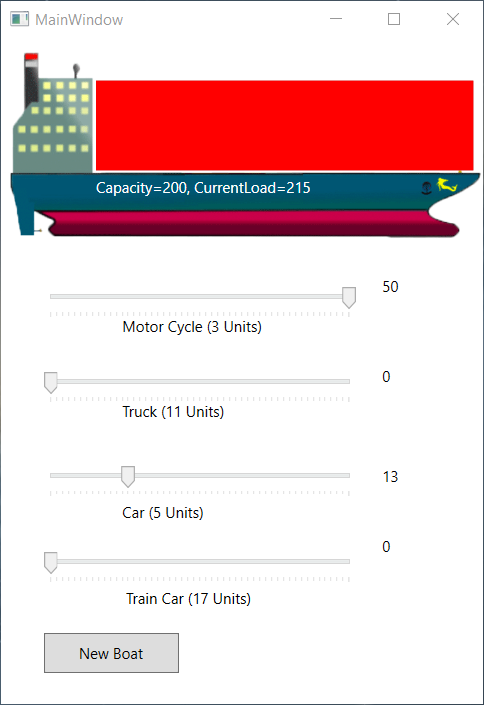 MainWindow
Capacity=200, CurrentLoad=215
50
Motor Cycle (3 Units)
0
Truck (11 Units)
13
Car (5 Units)
0
Train Car (17 Units)
New Boat